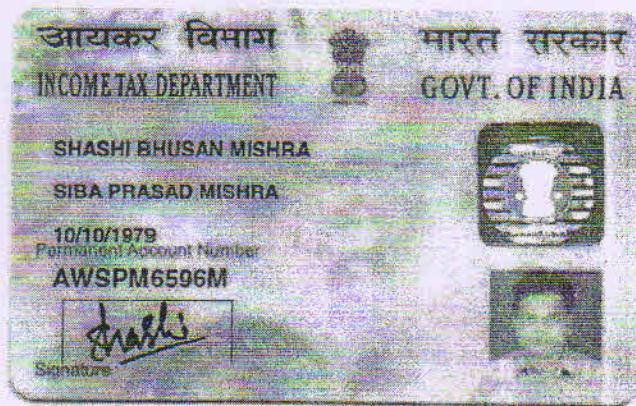 आयकर विभाग
भारत सरकार
INCOME TAX DEPARTMENT
GOVT. OF INDIA
SHASHI BHUSAN MISHRA
SIBA PRASAD MISHRA
10/10/1979
Permanent Account Number
AWSPM6596M
Shashi
Signature